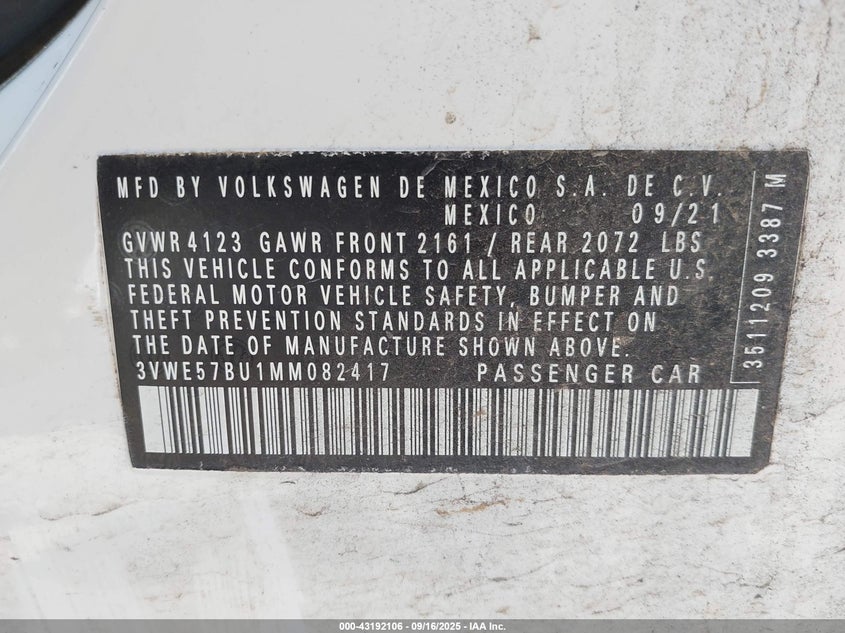 MFD BY VOLKSWAGEN DE MEXICO S.A. DE C.V.
MEXICO 09/21
GVWR 4123 GAWR FRONT 2161 / REAR 2072 LBS
THIS VEHICLE CONFORMS TO ALL APPLICABLE U.S.
FEDERAL MOTOR VEHICLE SAFETY, BUMPER AND
THEFT PREVENTION STANDARDS IN EFFECT ON
THE DATE OF MANUFACTURE SHOWN ABOVE.
3VWE57BU1MM082417 PASSENGER CAR
3511209 3387 M
000-43192106 - 09/16/2025 - IAA Inc.